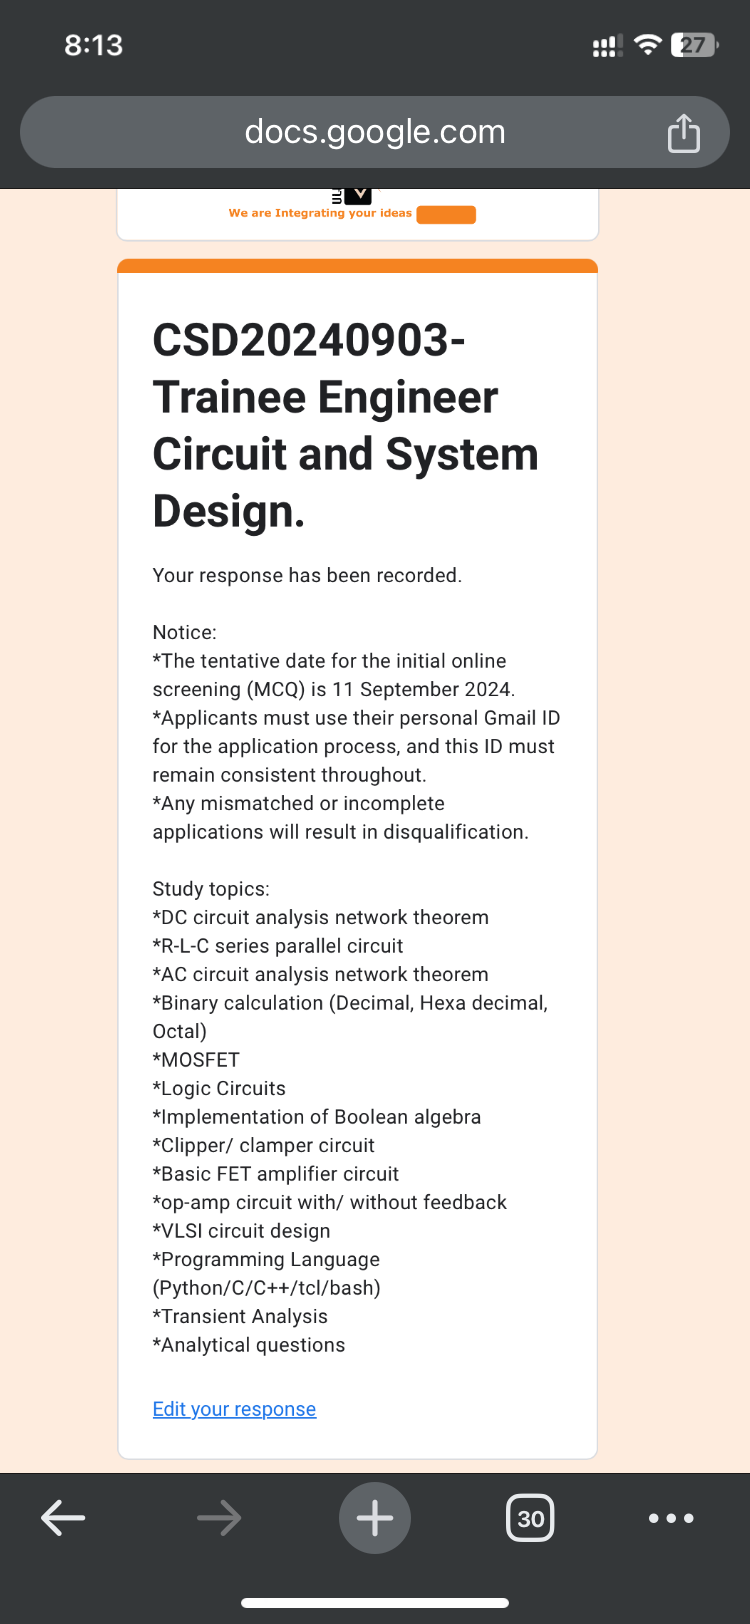 8:13
27
docs.google.com
We are Integrating your ideas
CSD20240903-
Trainee Engineer
Circuit and System
Design.
Your response has been recorded.
Notice:
*The tentative date for the initial online
screening (MCQ) is 11 September 2024.
*Applicants must use their personal Gmail ID
for the application process, and this ID must
remain consistent throughout.
*Any mismatched or incomplete
applications will result in disqualification.
Study topics:
*DC circuit analysis network theorem
*R-L-C series parallel circuit
*AC circuit analysis network theorem
*Binary calculation (Decimal, Hexa decimal,
Octal)
*MOSFET
*Logic Circuits
*Implementation of Boolean algebra
*Clipper/ clamper circuit
*Basic FET amplifier circuit
*op-amp circuit with/ without feedback
*VLSI circuit design
*Programming Language
(Python/C/C++/tcl/bash)
*Transient Analysis
*Analytical questions
Edit your response
30